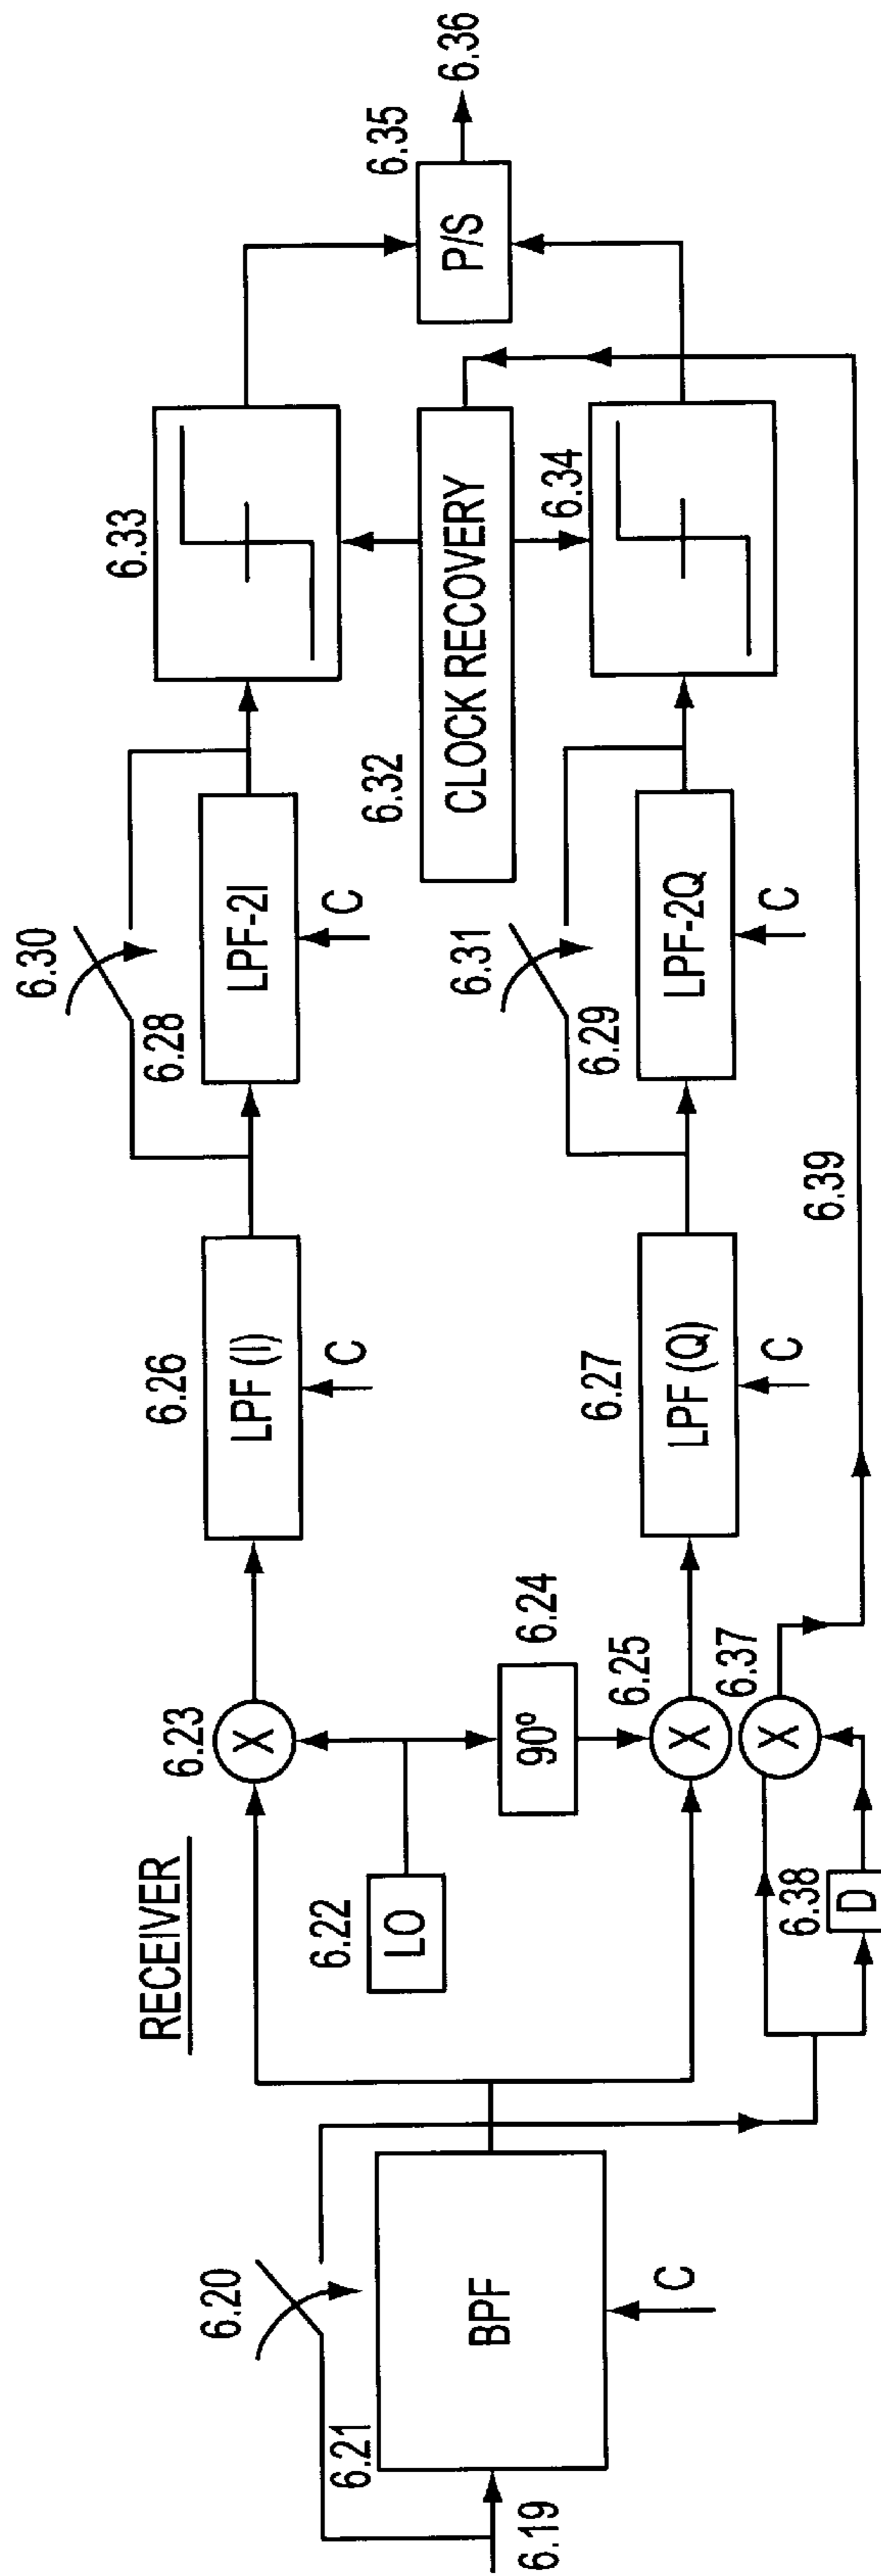 RECEIVER
6.19
6.20
6.21
BPF
C
6.22
LO
6.23
X
6.24
90º
6.25
X
6.26
LPF (I)
C
6.27
LPF (Q)
C
6.28
LPF-2I
C
6.29
LPF-2Q
C
6.30
6.31
6.32
CLOCK RECOVERY
6.33
6.34
6.35
P/S
6.36
6.37
X
6.38
D
6.39